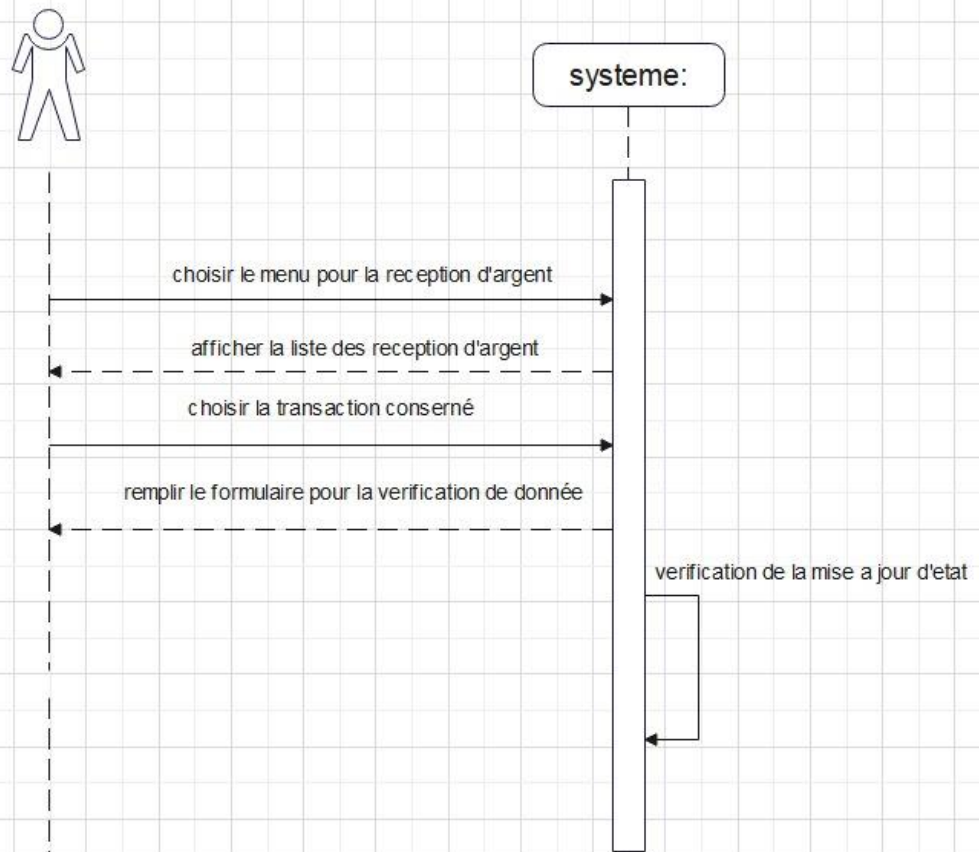 systeme:
choisir le menu pour la reception d'argent
afficher la liste des reception d'argent
choisir la transaction conserné
remplir le formulaire pour la verification de donnée
verification de la mise a jour d'etat